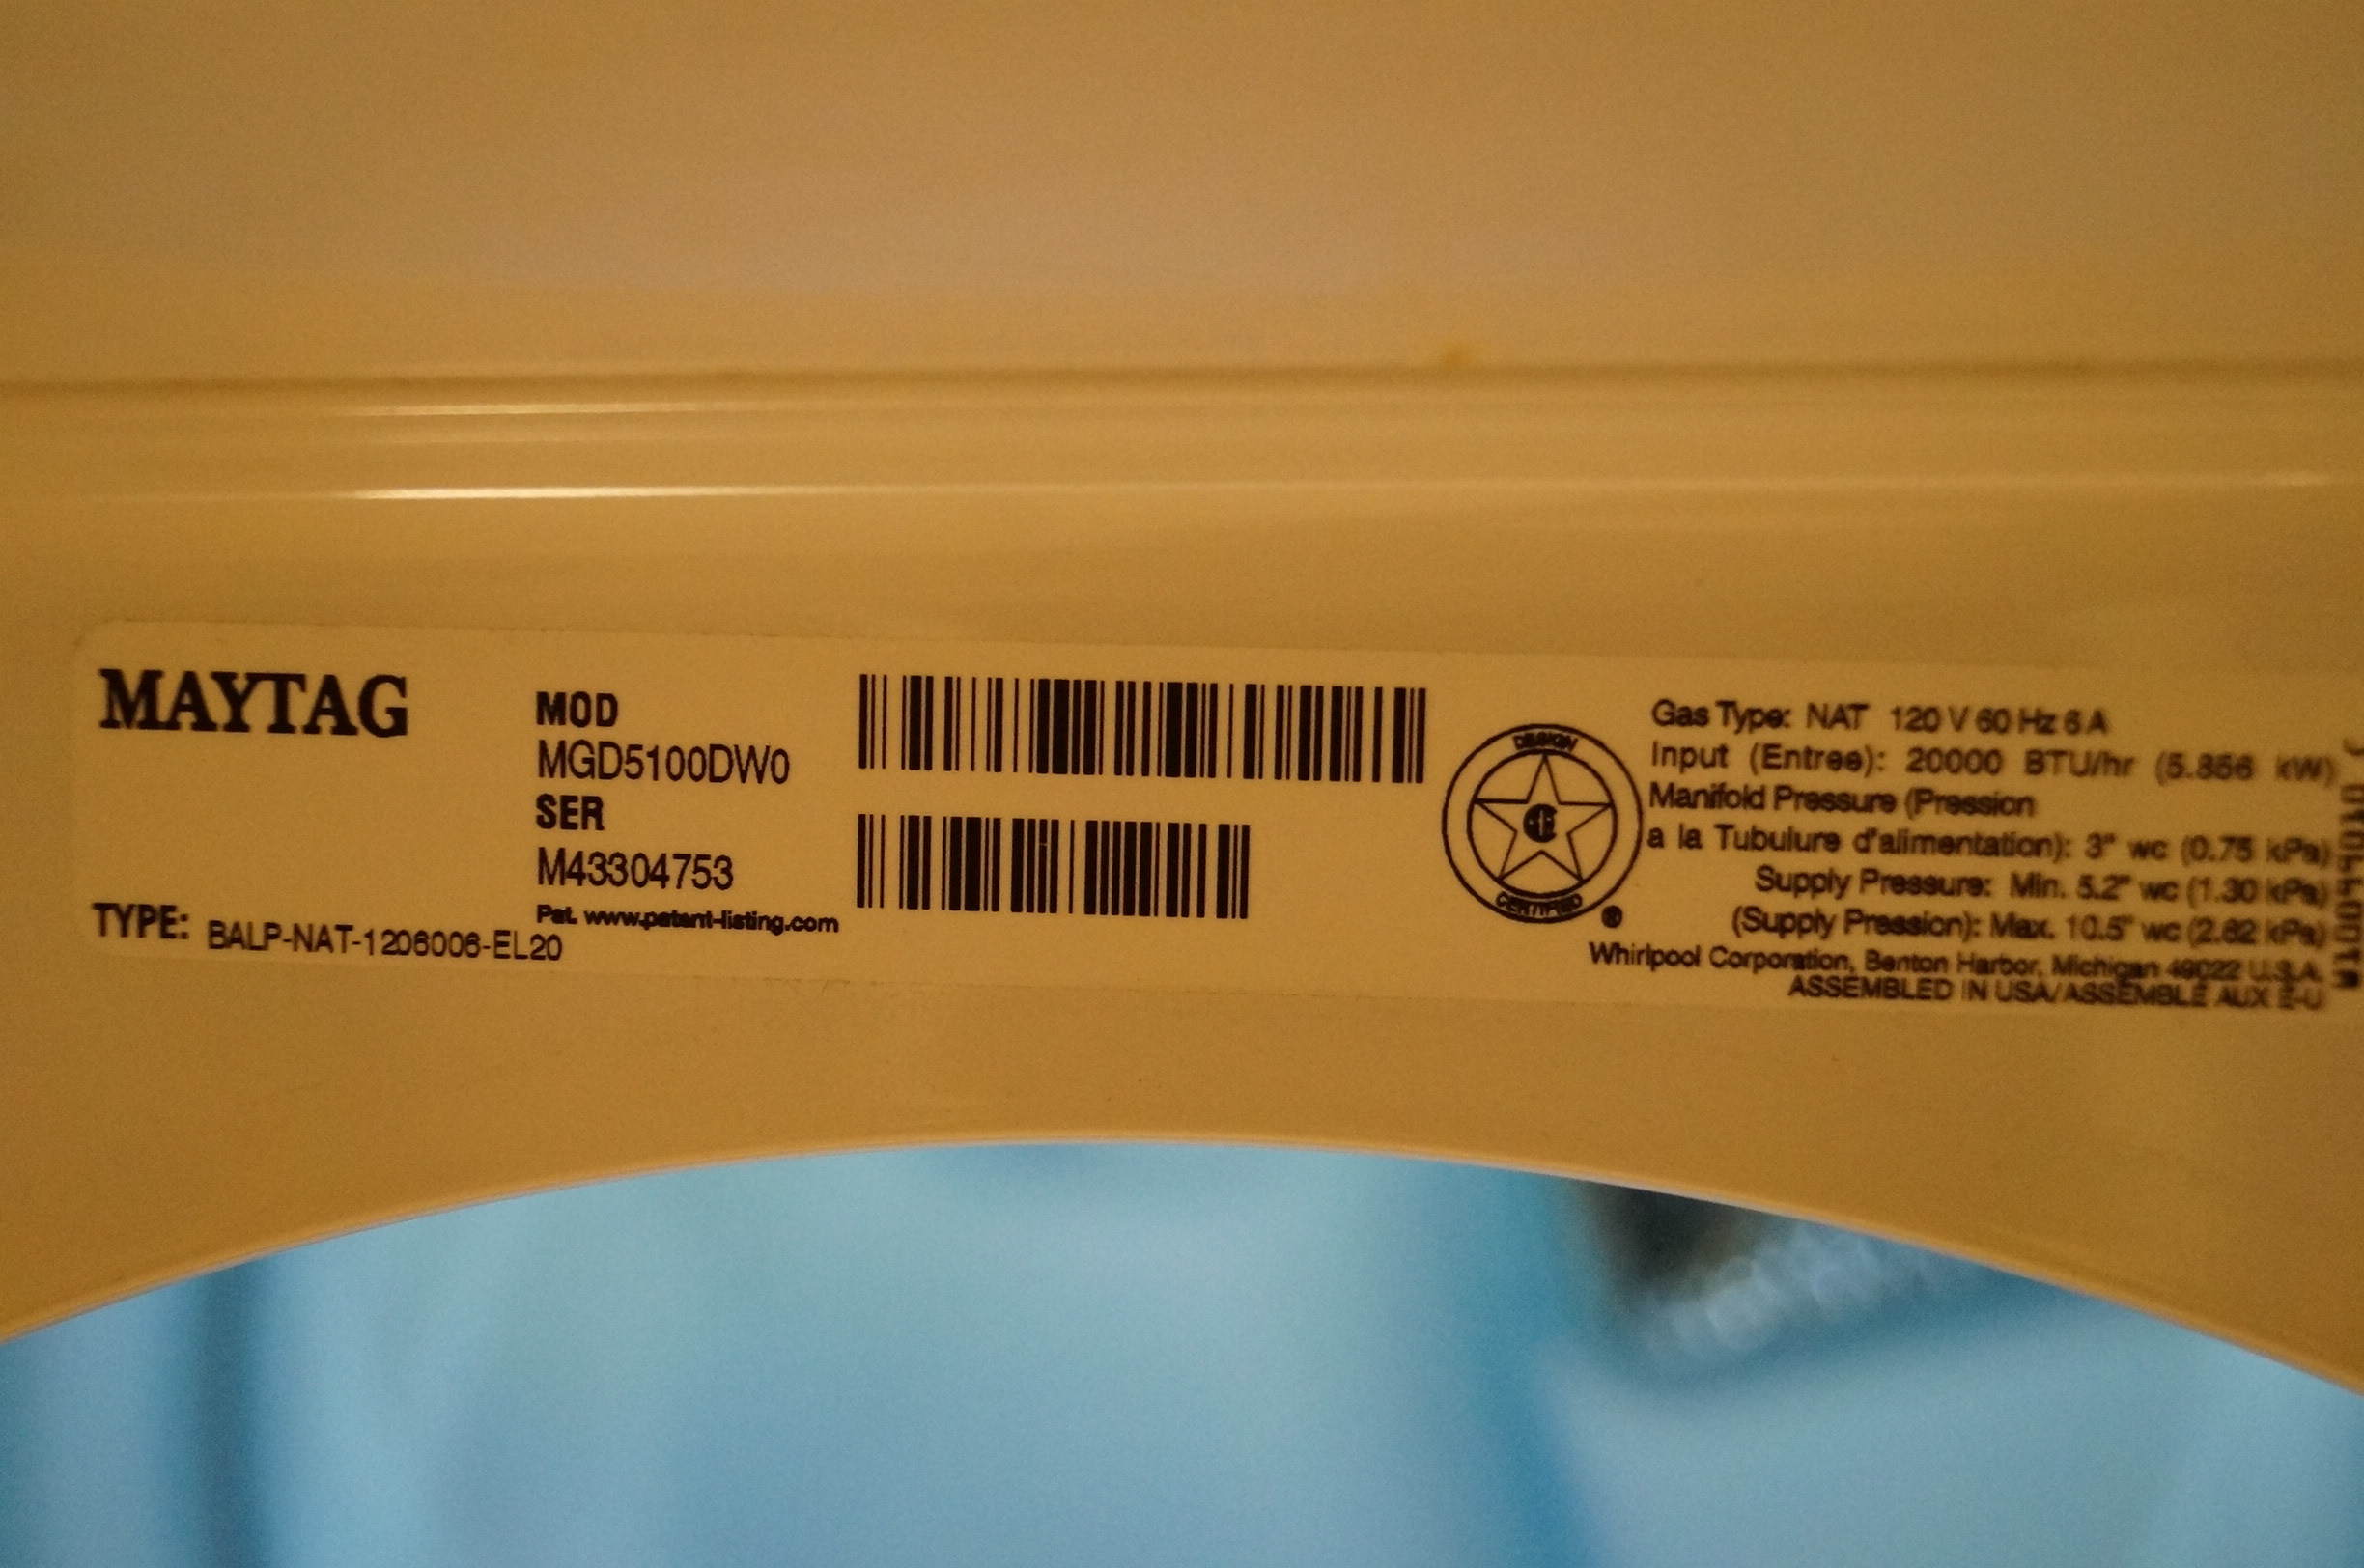 MAYTAG
MOD
MGD5100DW0
SER
M43304753
Pat. www.patent-listing.com
TYPE: BALP-NAT-1206006-EL20
DESIGN
CERTIFIED
®
Gas Type: NAT 120 V 60 Hz 6 A
Input (Entree): 20000 BTU/hr (5.856 kW)
Manifold Pressure (Pression
a la Tubulure d'alimentation): 3" wc (0.75 kPa)
Supply Pressure: Min. 5.2" wc (1.30 kPa)
(Supply Pression): Max. 10.5" wc (2.62 kPa)
Whirlpool Corporation, Benton Harbor, Michigan 49022 U.S.A.
ASSEMBLED IN USA/ASSEMBLE AUX E-U